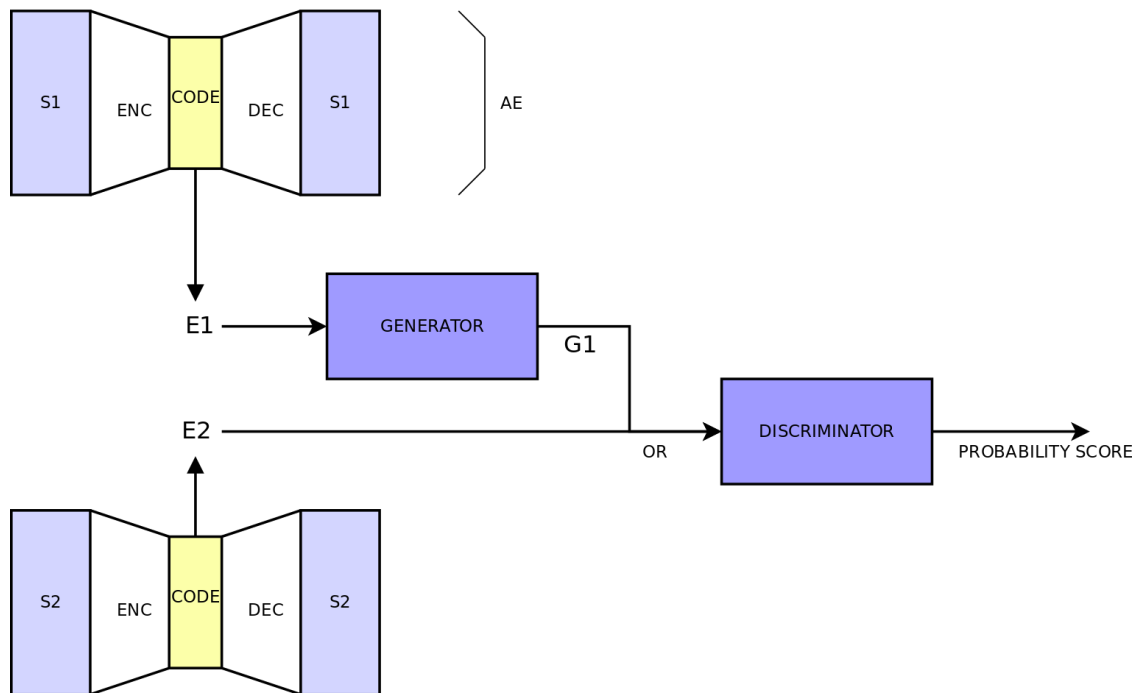 S1
ENC
CODE
DEC
S1
AE
E1
GENERATOR
G1
E2
OR
DISCRIMINATOR
PROBABILITY SCORE
S2
ENC
CODE
DEC
S2